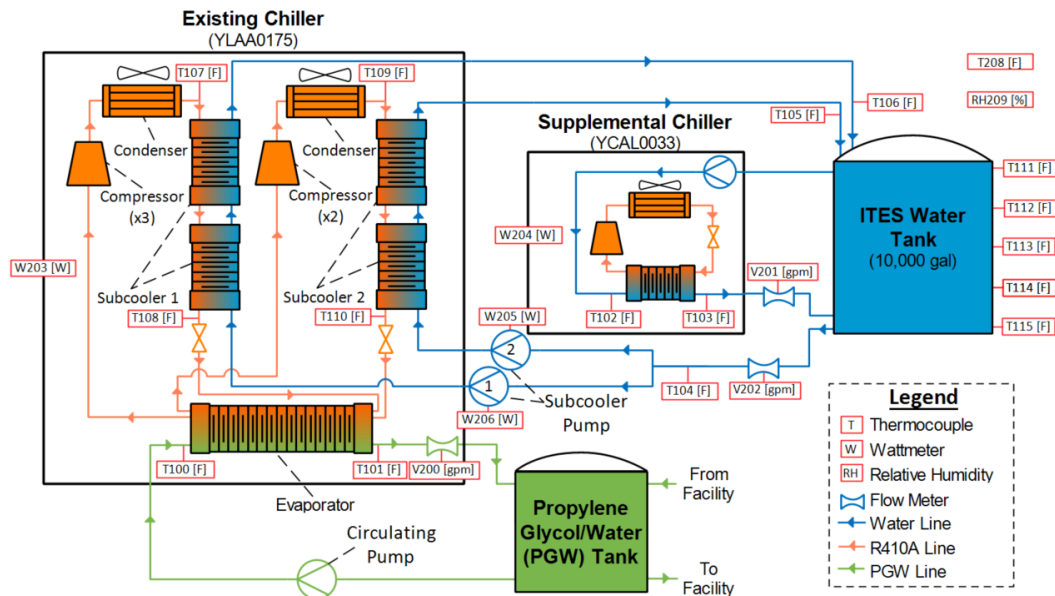 Existing Chiller
(YLAA0175)
T107 [F]
T109 [F]
T208 [F]
T106 [F]
RH209 [%]
T105 [F]
Supplemental Chiller
(YCAL0033)
Condenser
Condenser
Compressor
(x3)
Compressor
(x2)
T111 [F]
T112 [F]
T113 [F]
T114 [F]
T115 [F]
ITES Water
Tank
(10,000 gal)
W204 [W]
W203 [W]
V201 [gpm]
Subcooler 1
Subcooler 2
T102 [F]
T103 [F]
T108 [F]
T110 [F]
W205 [W]
2
1
T104 [F]
V202 [gpm]
W206 [W]
Subcooler
Pump
T100 [F]
T101 [F]
V200 [gpm]
Evaporator
Circulating
Pump
Propylene
Glycol/Water
(PGW) Tank
From
Facility
To
Facility
Legend
T Thermocouple
W Wattmeter
RH Relative Humidity
Flow Meter
Water Line
R410A Line
PGW Line